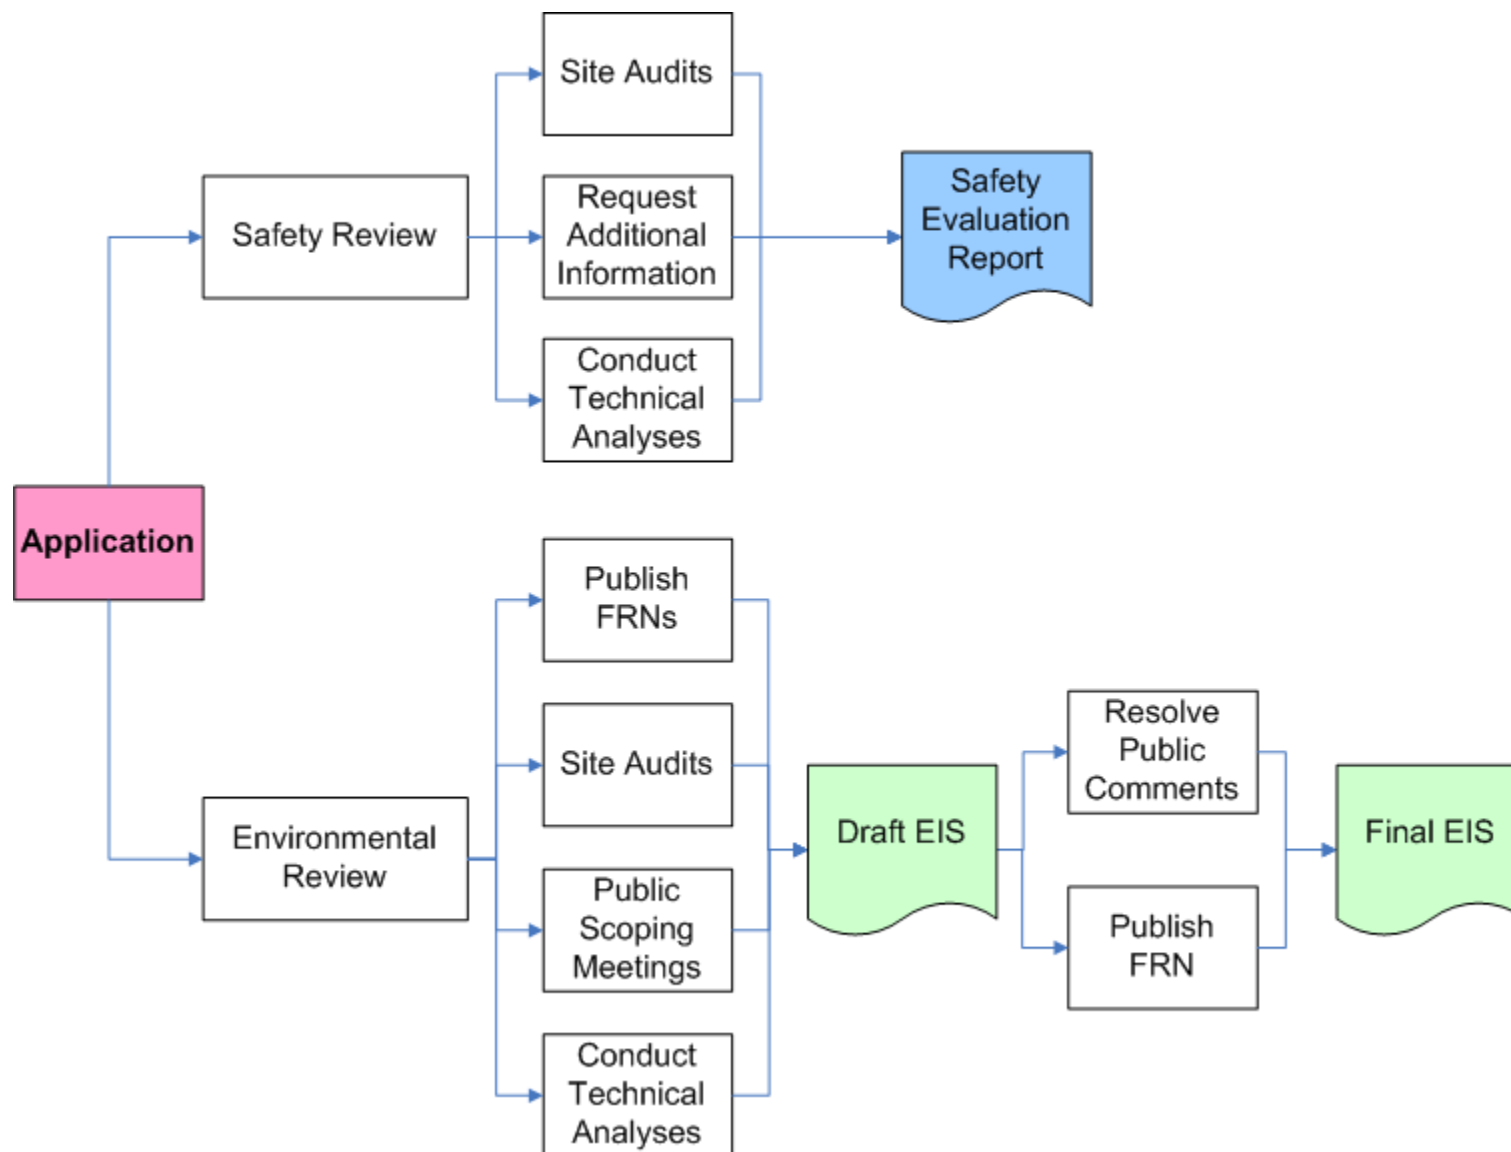 Site Audits
Safety Review
Request
Additional
Information
Conduct
Technical
Analyses
Safety
Evaluation
Report
Application
Environmental
Review
Publish
FRNs
Site Audits
Public
Scoping
Meetings
Conduct
Technical
Analyses
Draft EIS
Resolve
Public
Comments
Publish
FRN
Final EIS